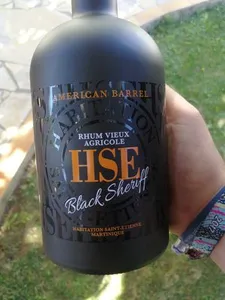 AMERICAN BARREL
RHUM VIEUX
AGRICOLE
HSE
Black Sheriff
HABITATION SAINT-ETIENNE
MARTINIQUE